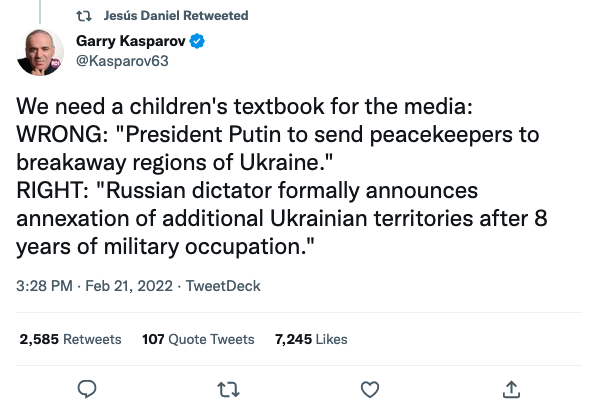 Jesús Daniel Retweeted
Garry Kasparov
@Kasparov63
We need a children's textbook for the media:
WRONG: "President Putin to send peacekeepers to
breakaway regions of Ukraine."
RIGHT: "Russian dictator formally announces
annexation of additional Ukrainian territories after 8
years of military occupation."
3:28 PM · Feb 21, 2022 · TweetDeck
2,585 Retweets 107 Quote Tweets 7,245 Likes